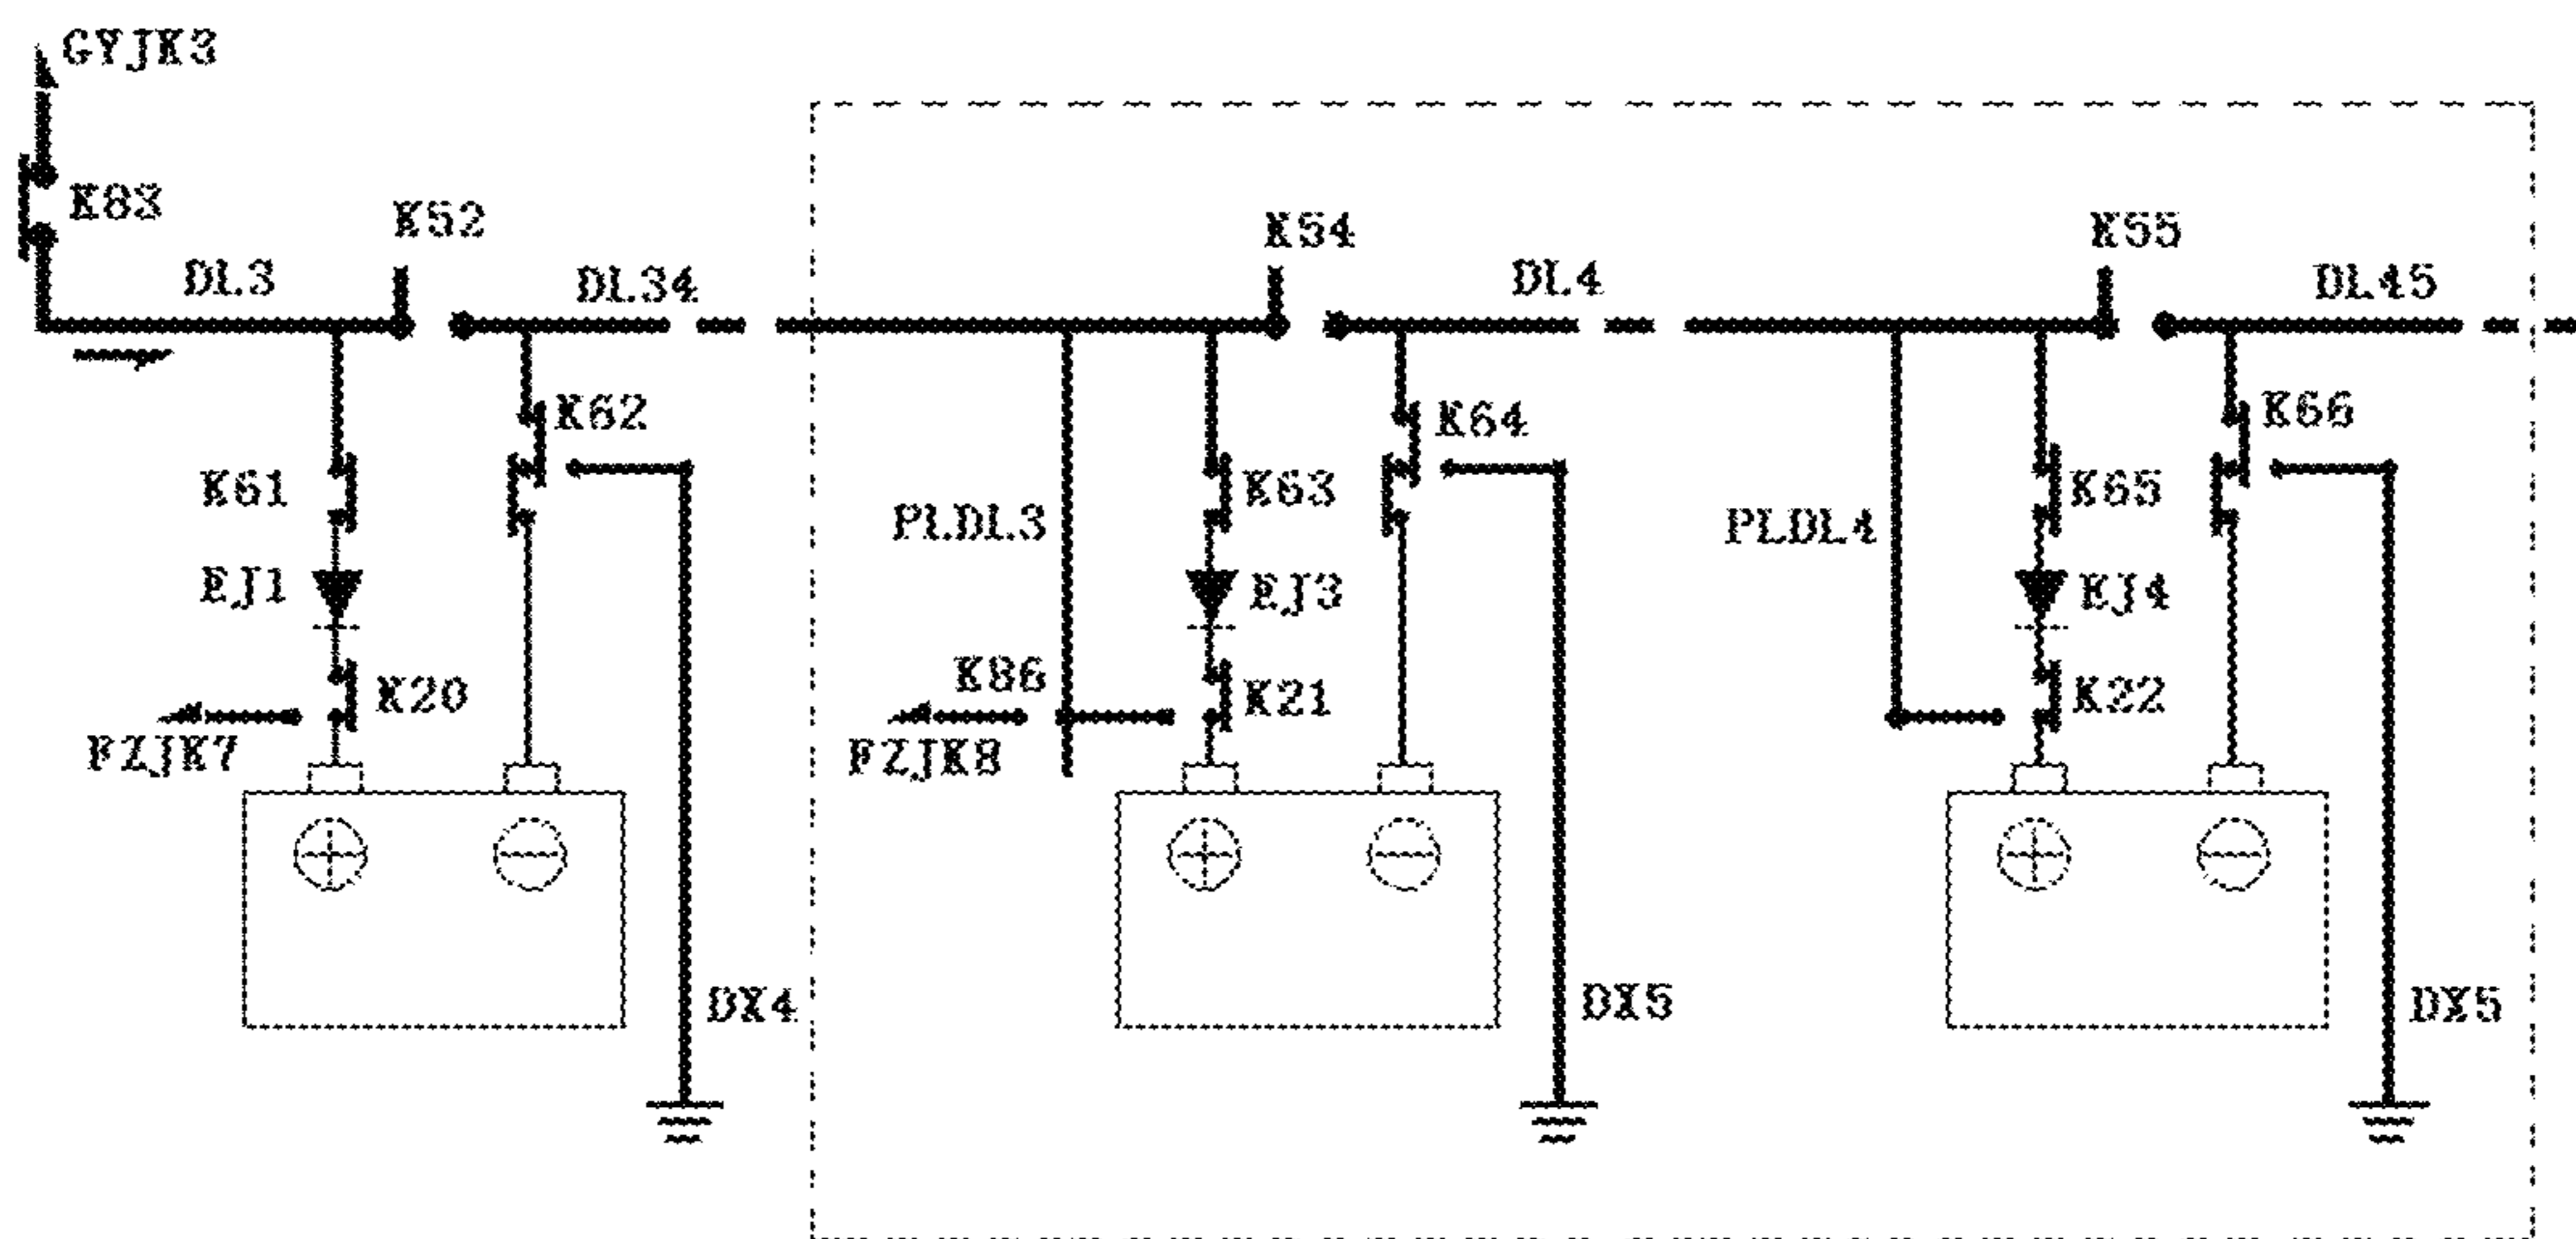 GYJK3
K83
K52
K54
K55
DL3
DL34
DL4
DL45
K62
K64
K66
K61
K63
K65
PLDL3
PLDL4
EJ1
EJ3
EJ4
K20
K86
K21
K22
FZJK7
FZJK8
DX4
DX5
DX5